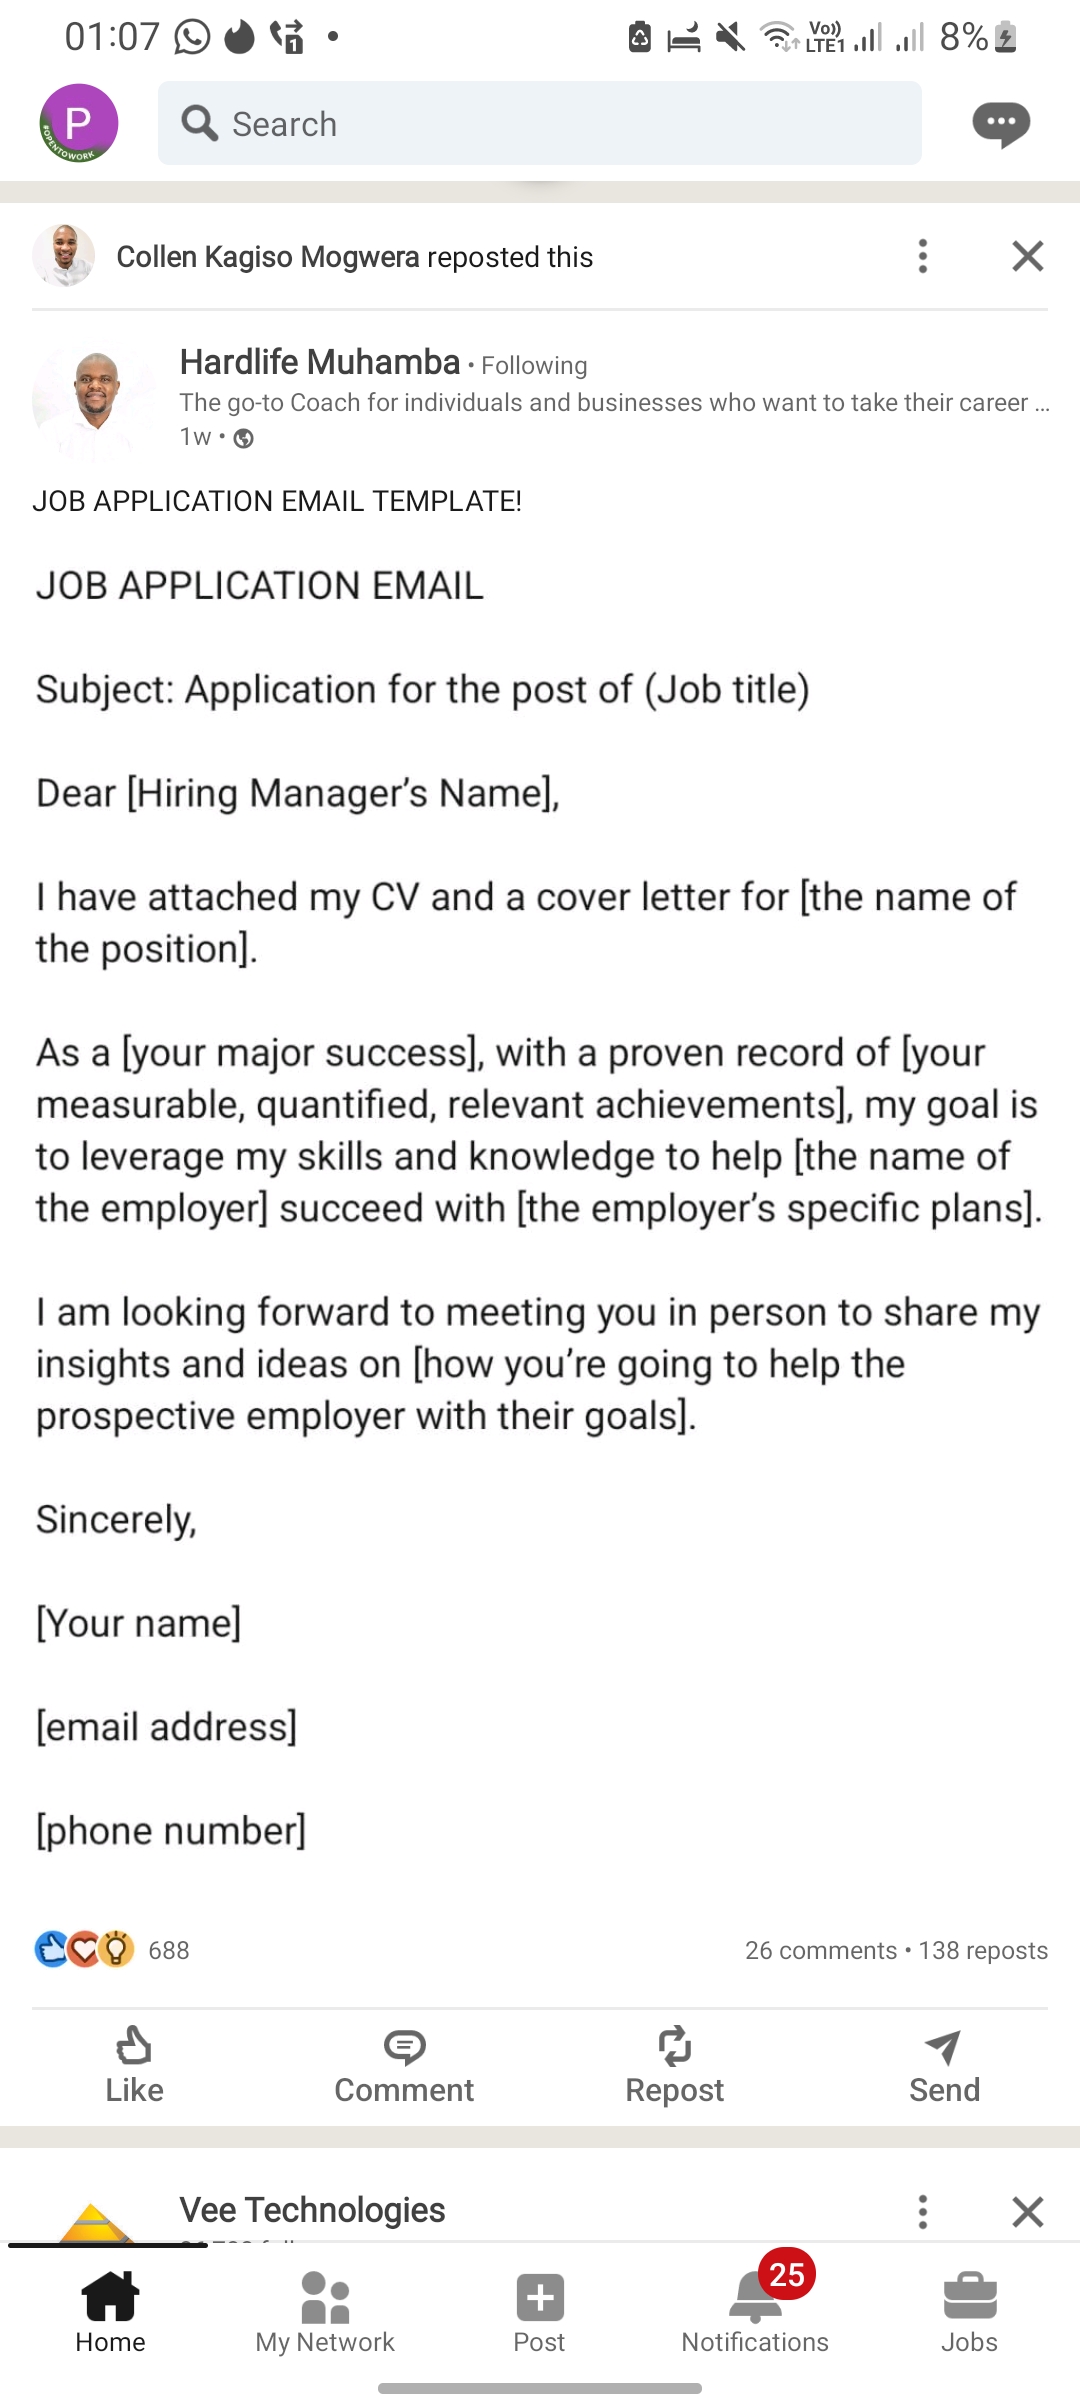 01:07
1
Vo))
LTE1
8%
P
#OPENTOWORK
Search
Collen Kagiso Mogwera reposted this
Hardlife Muhamba • Following
The go-to Coach for individuals and businesses who want to take their career ...
1w •
JOB APPLICATION EMAIL TEMPLATE!
JOB APPLICATION EMAIL
Subject: Application for the post of (Job title)
Dear [Hiring Manager’s Name],
I have attached my CV and a cover letter for [the name of
the position].
As a [your major success], with a proven record of [your
measurable, quantified, relevant achievements], my goal is
to leverage my skills and knowledge to help [the name of
the employer] succeed with [the employer’s specific plans].
I am looking forward to meeting you in person to share my
insights and ideas on [how you’re going to help the
prospective employer with their goals].
Sincerely,
[Your name]
[email address]
[phone number]
688
26 comments • 138 reposts
Like
Comment
Repost
Send
Vee Technologies
25
Home
My Network
Post
Notifications
Jobs